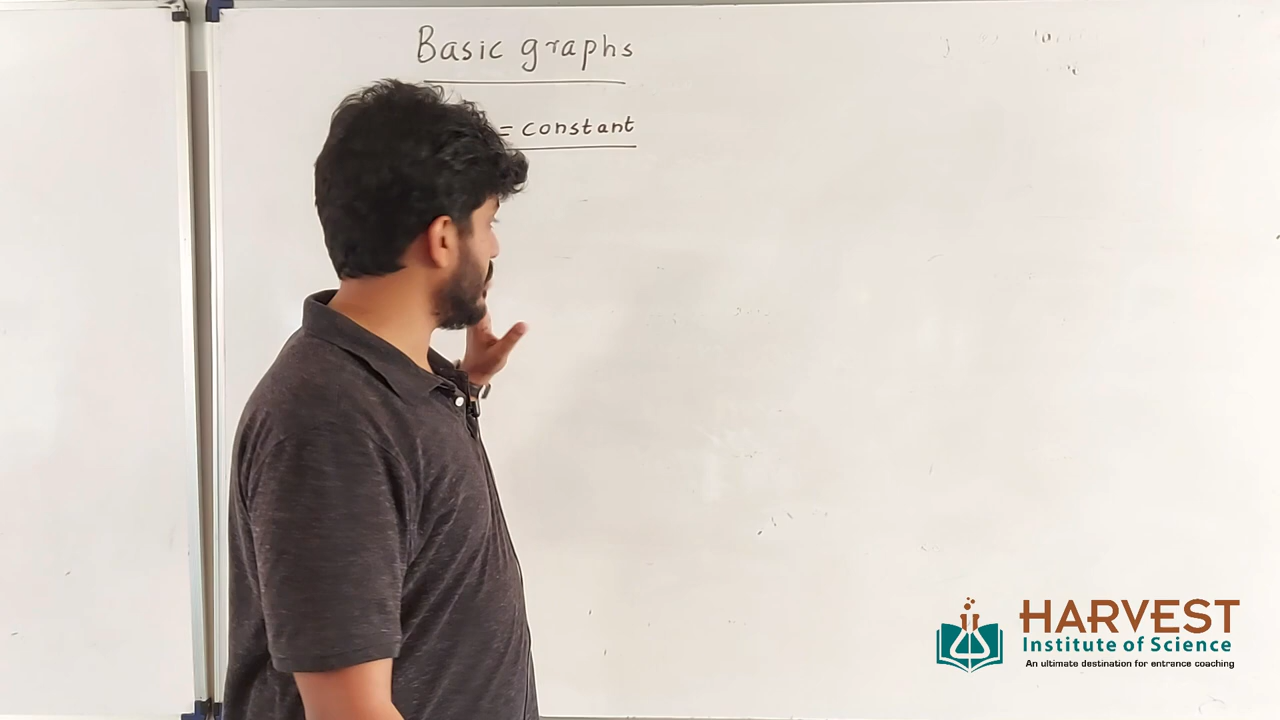 Basic graphs
= constant
HARVEST
Institute of Science
An ultimate destination for entrance coaching